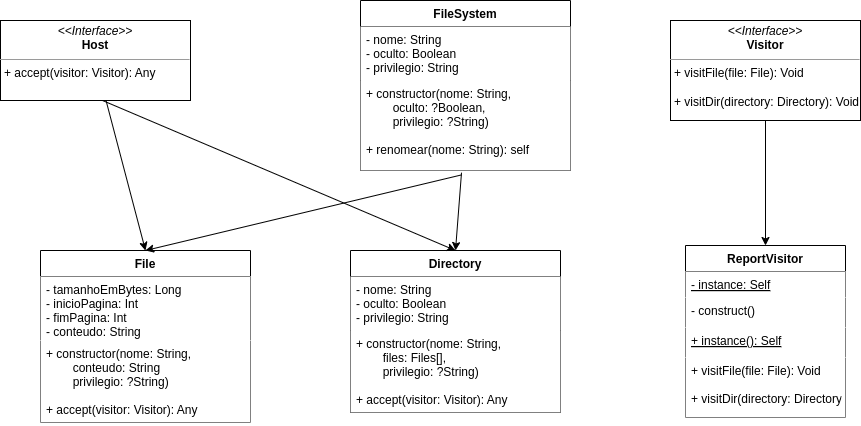 <<Interface>>
Host
+ accept(visitor: Visitor): Any
FileSystem
- nome: String
- oculto: Boolean
- privilegio: String
+ constructor(nome: String,
oculto: ?Boolean,
privilegio: ?String)
+ renomear(nome: String): self
<<Interface>>
Visitor
+ visitFile(file: File): Void
+ visitDir(directory: Directory): Void
File
- tamanhoEmBytes: Long
- inicioPagina: Int
- fimPagina: Int
- conteudo: String
+ constructor(nome: String,
conteudo: String
privilegio: ?String)
+ accept(visitor: Visitor): Any
Directory
- nome: String
- oculto: Boolean
- privilegio: String
+ constructor(nome: String,
files: Files[],
privilegio: ?String)
+ accept(visitor: Visitor): Any
ReportVisitor
- instance: Self
- construct()
+ instance(): Self
+ visitFile(file: File): Void
+ visitDir(directory: Directory